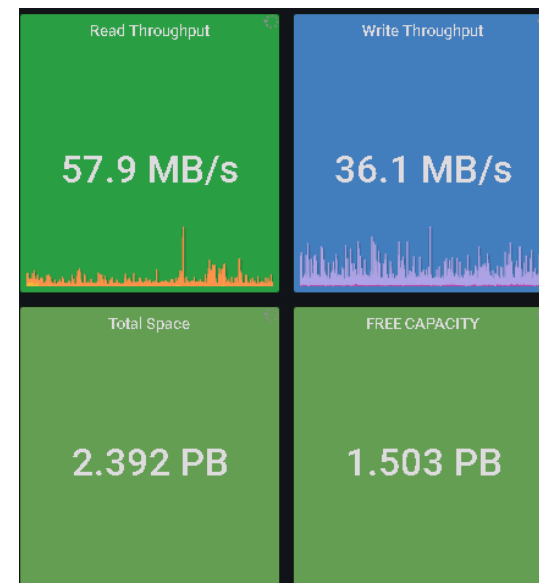 Read Throughput
57.9 MB/s
Write Throughput
36.1 MB/s
Total Space
2.392 PB
FREE CAPACITY
1.503 PB